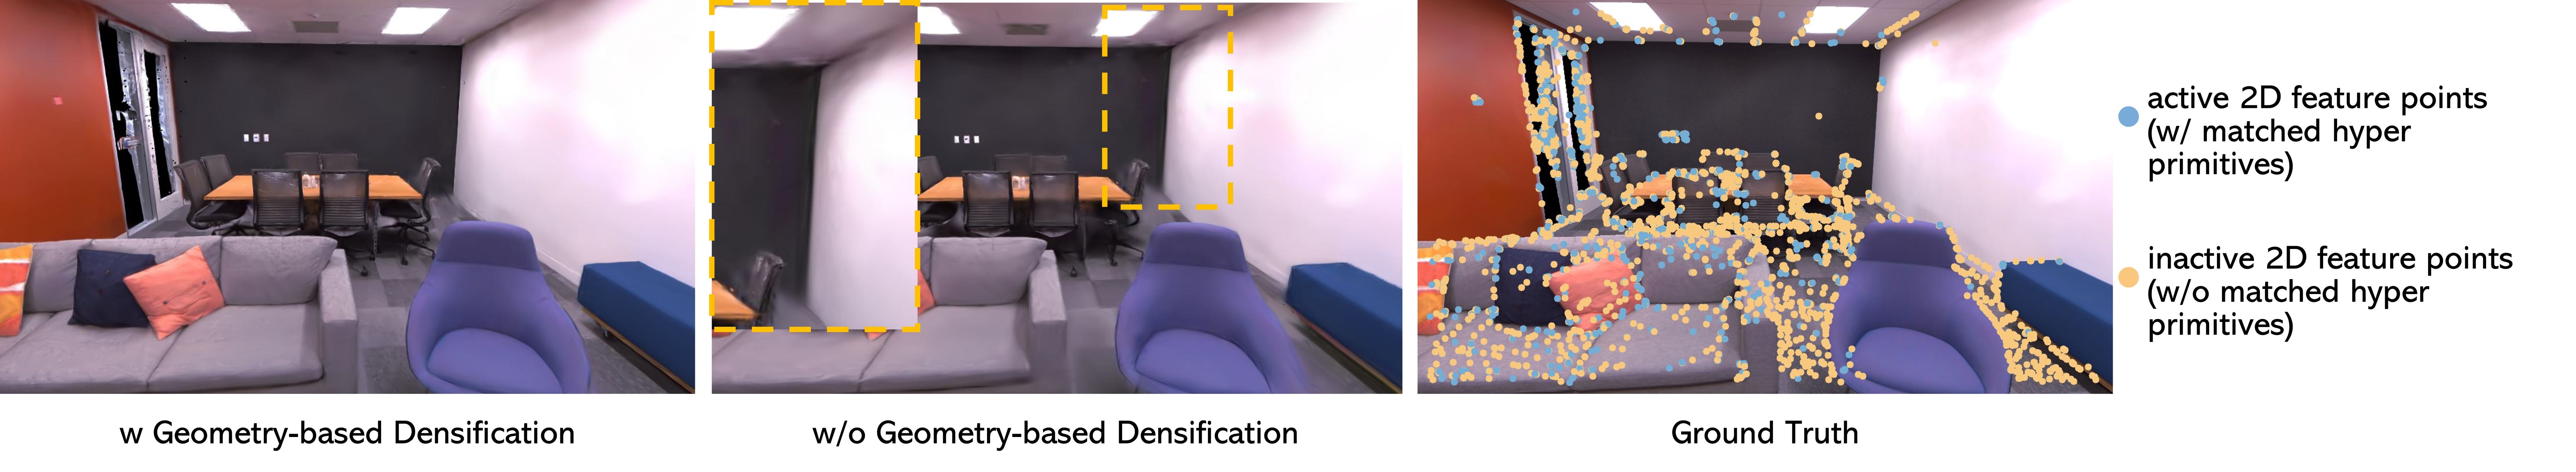 active 2D feature points
(w/ matched hyper
primitives)
inactive 2D feature points
(w/o matched hyper
primitives)
w Geometry-based Densification
w/o Geometry-based Densification
Ground Truth